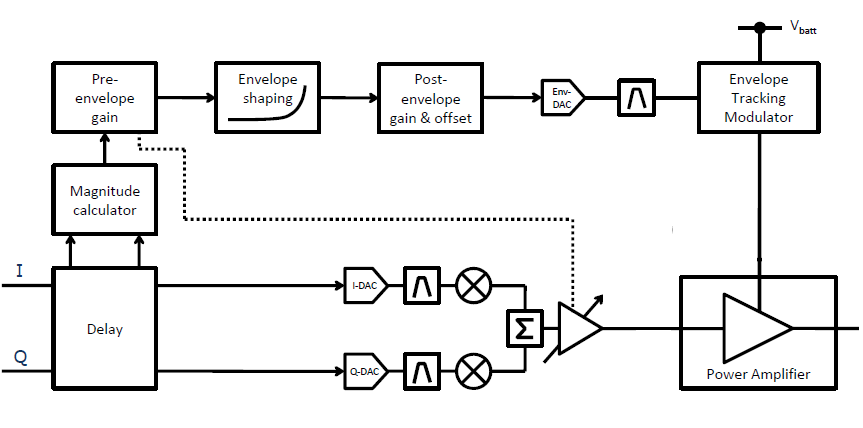 V batt
Pre-
envelope
gain
Envelope
shaping
Post-
envelope
gain & offset
Env-
DAC
Envelope
Tracking
Modulator
Magnitude
calculator
I
Q
Delay
I-DAC
Q-DAC
Σ
Power Amplifier